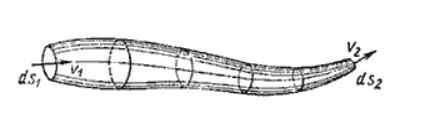 v₂
ds₁ v₁ ds₂